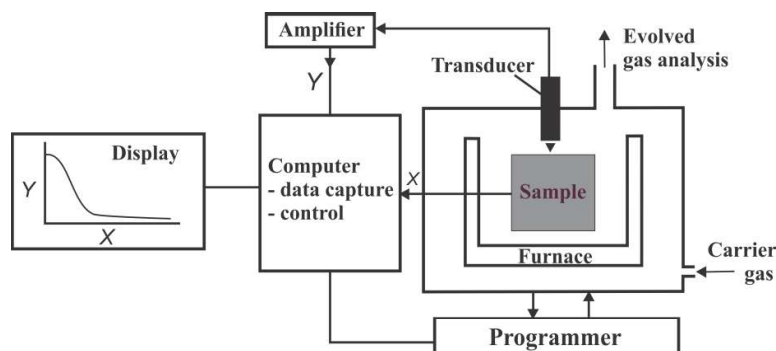 Amplifier
Evolved
gas analysis
Transducer
Y
Display
Y
X
Computer
- data capture
- control
X
Sample
Furnace
Carrier
gas
Programmer